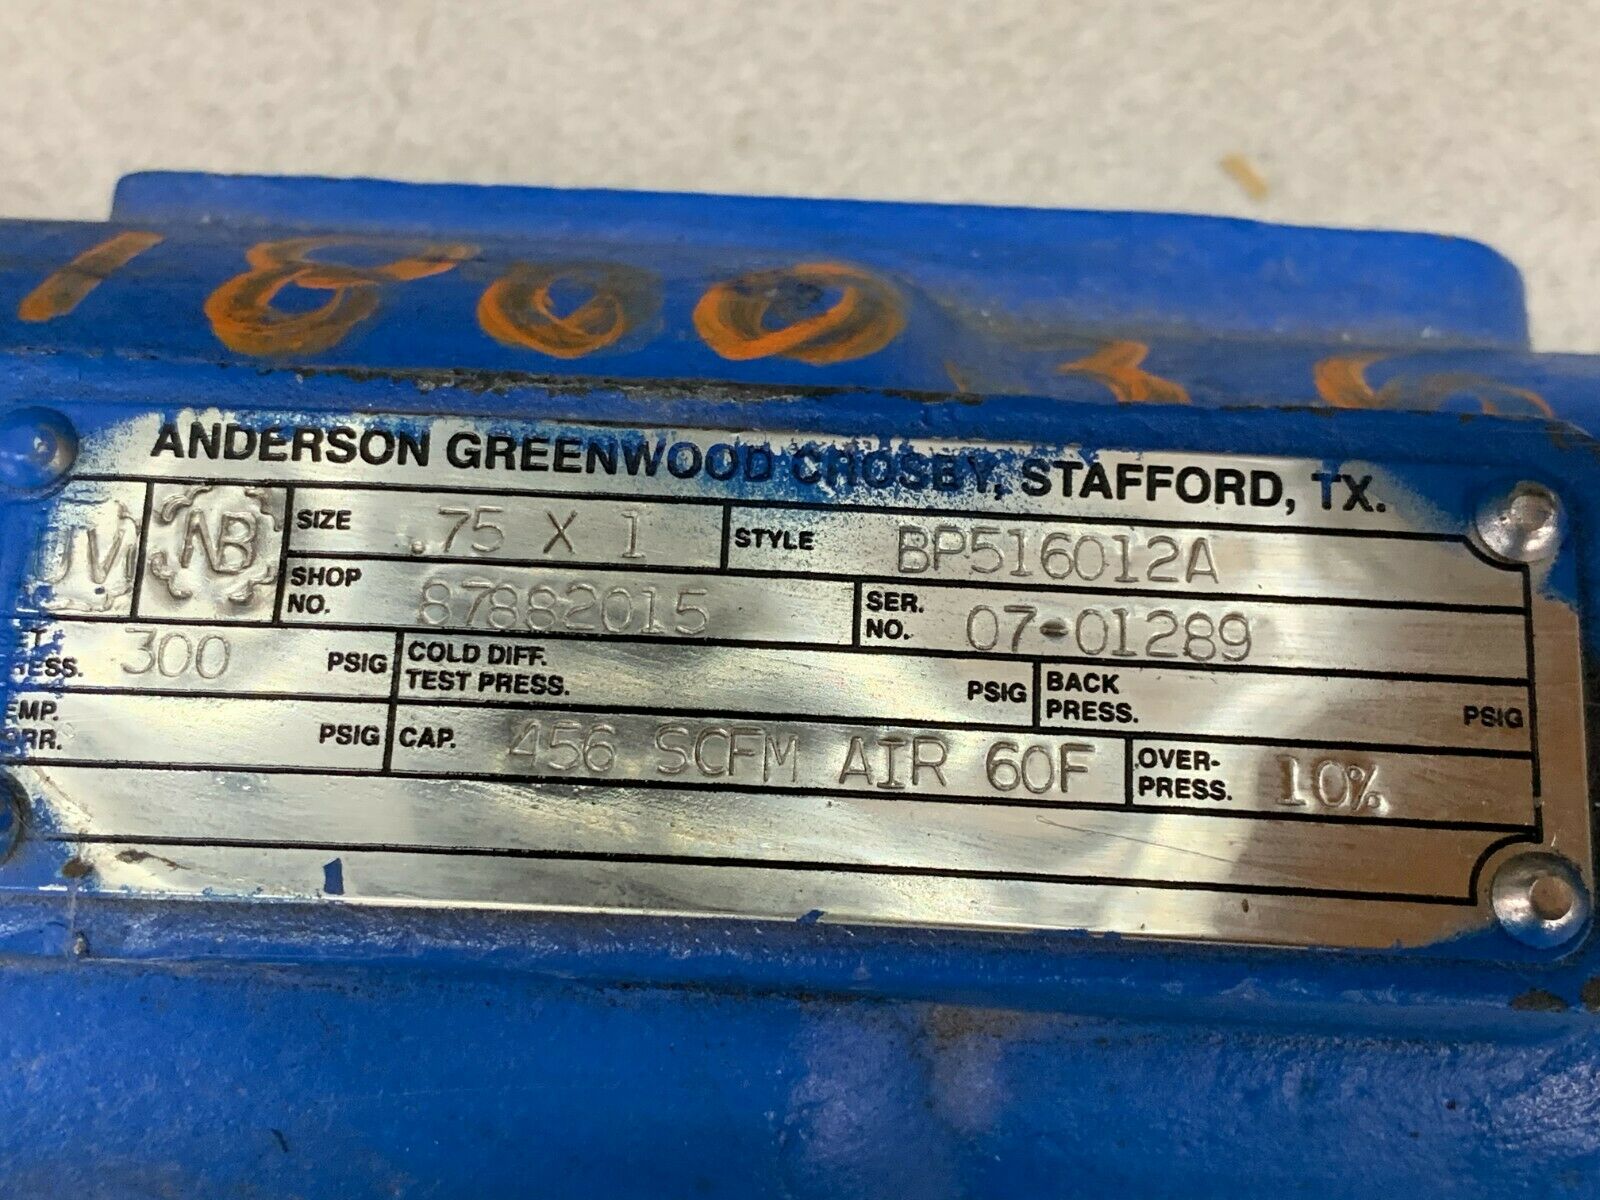 1800
ANDERSON GREENWOOD CROSBY, STAFFORD, TX.
UV NB SIZE .75 X 1 STYLE BP516012A
SHOP NO. 87882015 SER. NO. 07-01289
300 PSIG COLD DIFF. TEST PRESS. PSIG BACK PRESS. PSIG
PSIG CAP. 456 SCFM AIR 60F OVER-PRESS. 10%